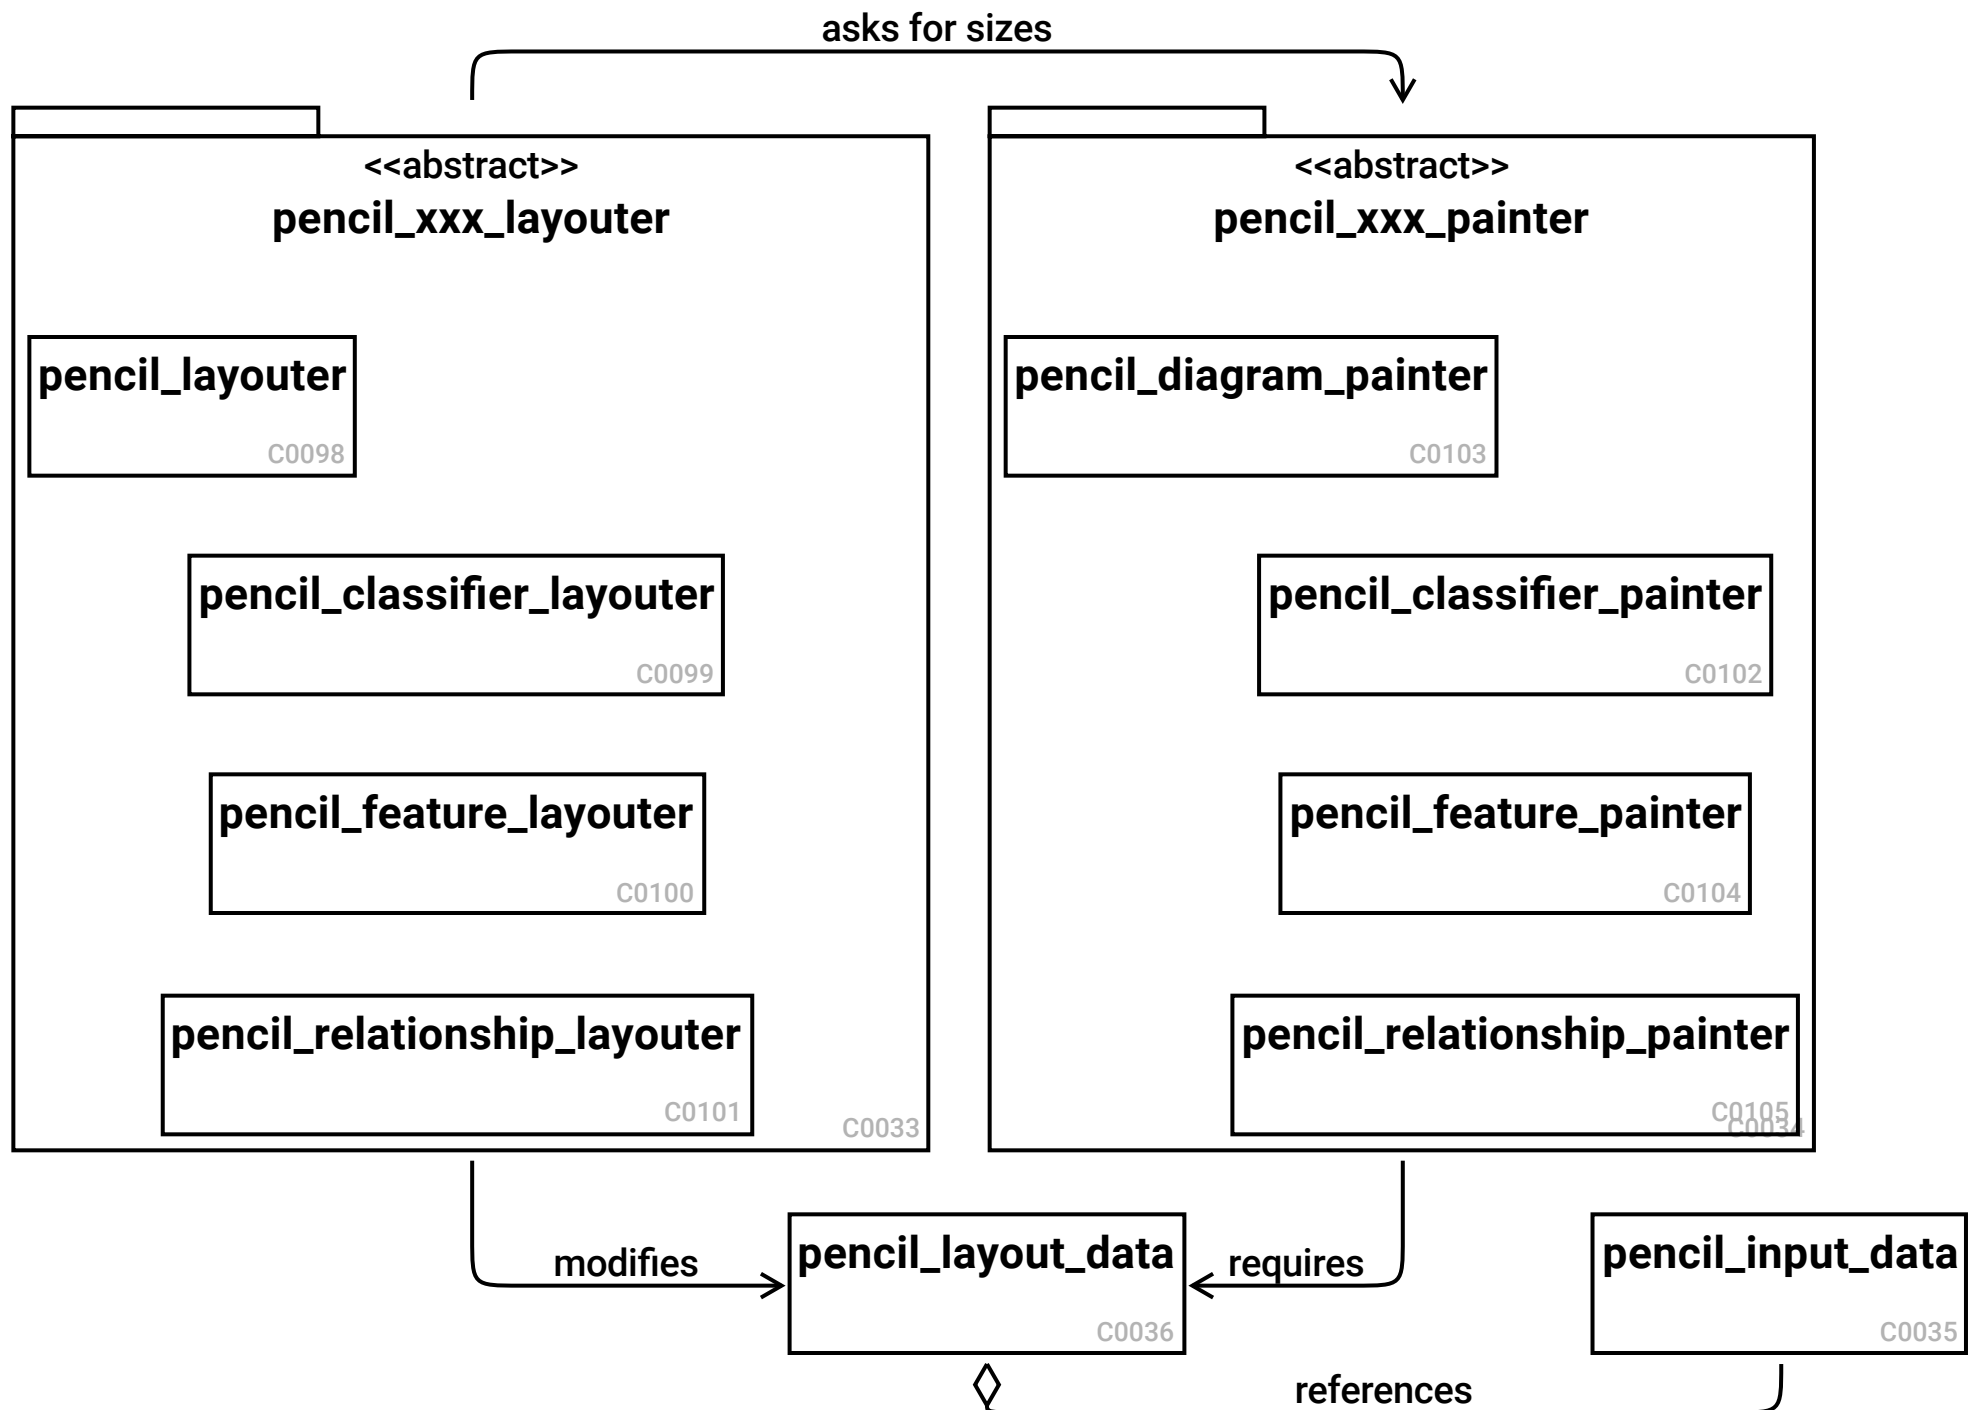 asks for sizes
<<abstract>>
pencil_xxx_layouter
pencil_layouter
C0098
pencil_classifier_layouter
C0099
pencil_feature_layouter
C0100
pencil_relationship_layouter
C0101
C0033
<<abstract>>
pencil_xxx_painter
pencil_diagram_painter
C0103
pencil_classifier_painter
C0102
pencil_feature_painter
C0104
pencil_relationship_painter
C0105
C0034
modifies
pencil_layout_data
C0036
requires
pencil_input_data
C0035
references